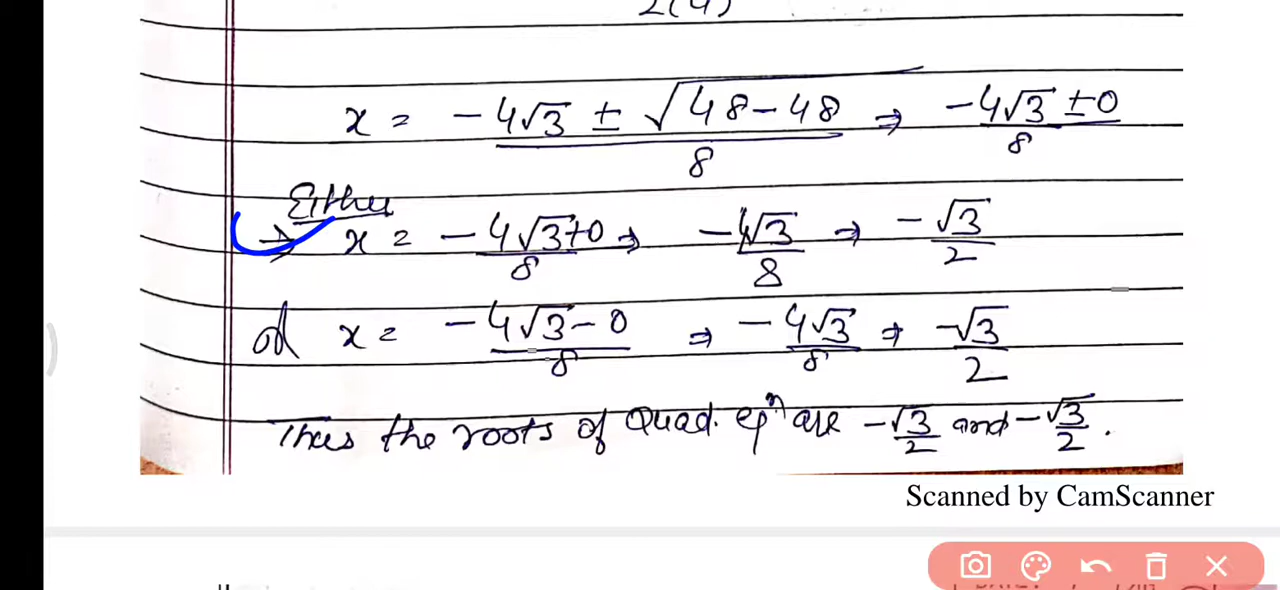 2(4)
x = -4√3 ± √48-48 / 8 ⇒ -4√3 ±0 / 8
Either
→ x = -4√3+0 / 8 → -4√3 / 8 → -√3 / 2
or x = -4√3-0 / 8 ⇒ -4√3 / 8 ⇒ -√3 / 2
Thus the roots of Quad. eqⁿ are -√3/2 and -√3/2.
Scanned by CamScanner